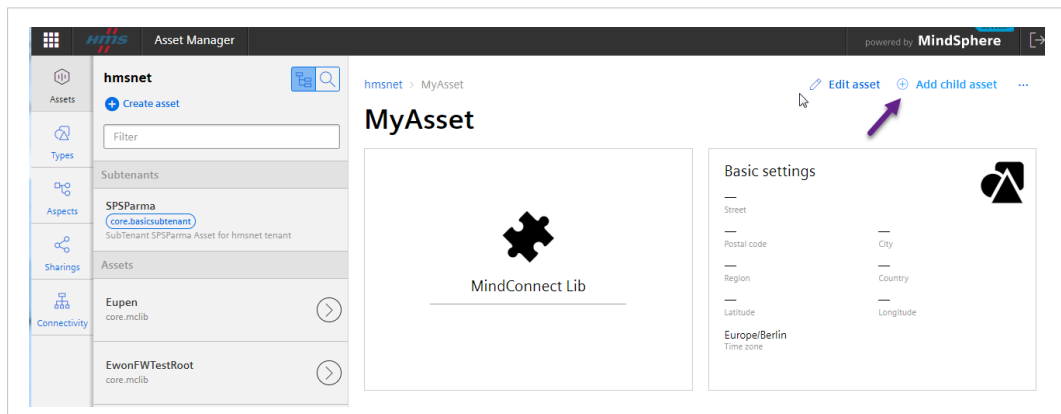 HMS
Asset Manager
powered by MindSphere
Assets
Types
Aspects
Sharings
Connectivity
hmsnet
Create asset
Filter
Subtenants
SPSParma
core.basicsubtenant
SubTenant SPSParma Asset for hmsnet tenant
Assets
Eupen
core.mclib
EwonFWTestRoot
core.mclib
hmsnet > MyAsset
Edit asset
Add child asset
...
MyAsset
MindConnect Lib
Basic settings
—
Street
— —
Postal code City
— —
Region Country
— —
Latitude Longitude
Europe/Berlin
Time zone